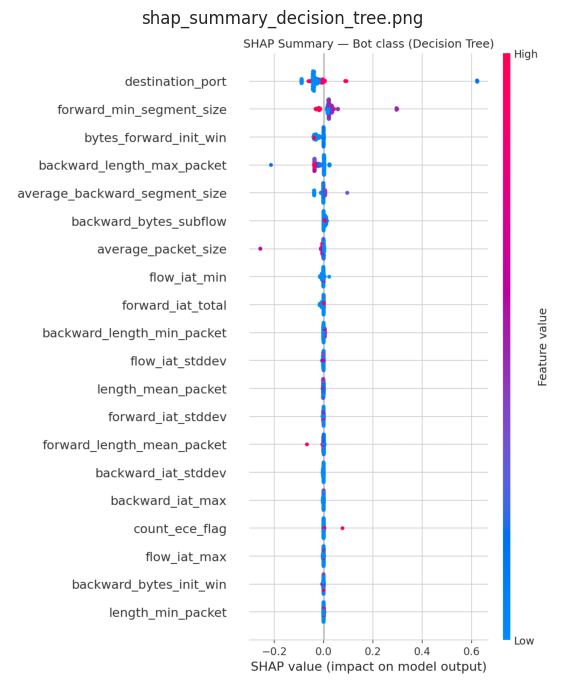 shap_summary_decision_tree.png
SHAP Summary — Bot class (Decision Tree)
High
destination_port
forward_min_segment_size
bytes_forward_init_win
backward_length_max_packet
average_backward_segment_size
backward_bytes_subflow
average_packet_size
flow_iat_min
forward_iat_total
backward_length_min_packet
flow_iat_stddev
length_mean_packet
forward_iat_stddev
forward_length_mean_packet
backward_iat_stddev
backward_iat_max
count_ece_flag
flow_iat_max
backward_bytes_init_win
length_min_packet
Feature value
Low
−0.2 0.0 0.2 0.4 0.6
SHAP value (impact on model output)